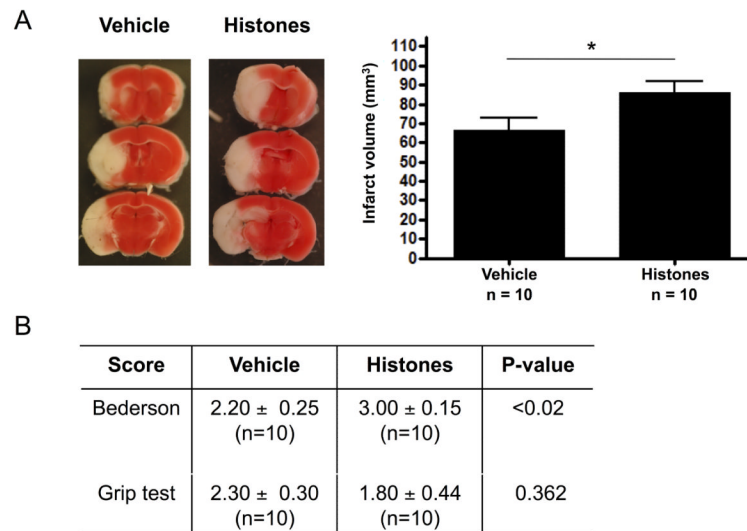 A
Vehicle Histones
*
Infarct volume (mm³)
110
100
90
80
70
60
50
40
30
20
10
0
Vehicle Histones
n = 10 n = 10
B
Score Vehicle Histones P-value
Bederson 2.20 ± 0.25 3.00 ± 0.15 <0.02
(n=10) (n=10)
Grip test 2.30 ± 0.30 1.80 ± 0.44 0.362
(n=10) (n=10)